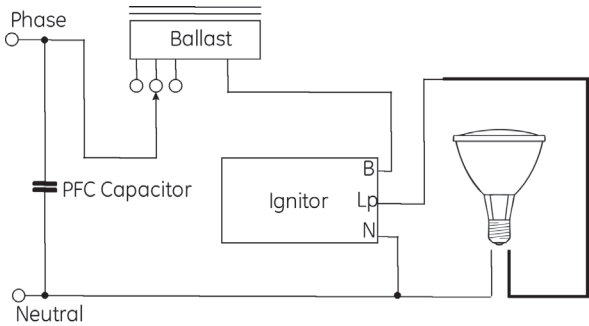 Phase
Ballast
B
PFC Capacitor
Ignitor
Lp
N
Neutral